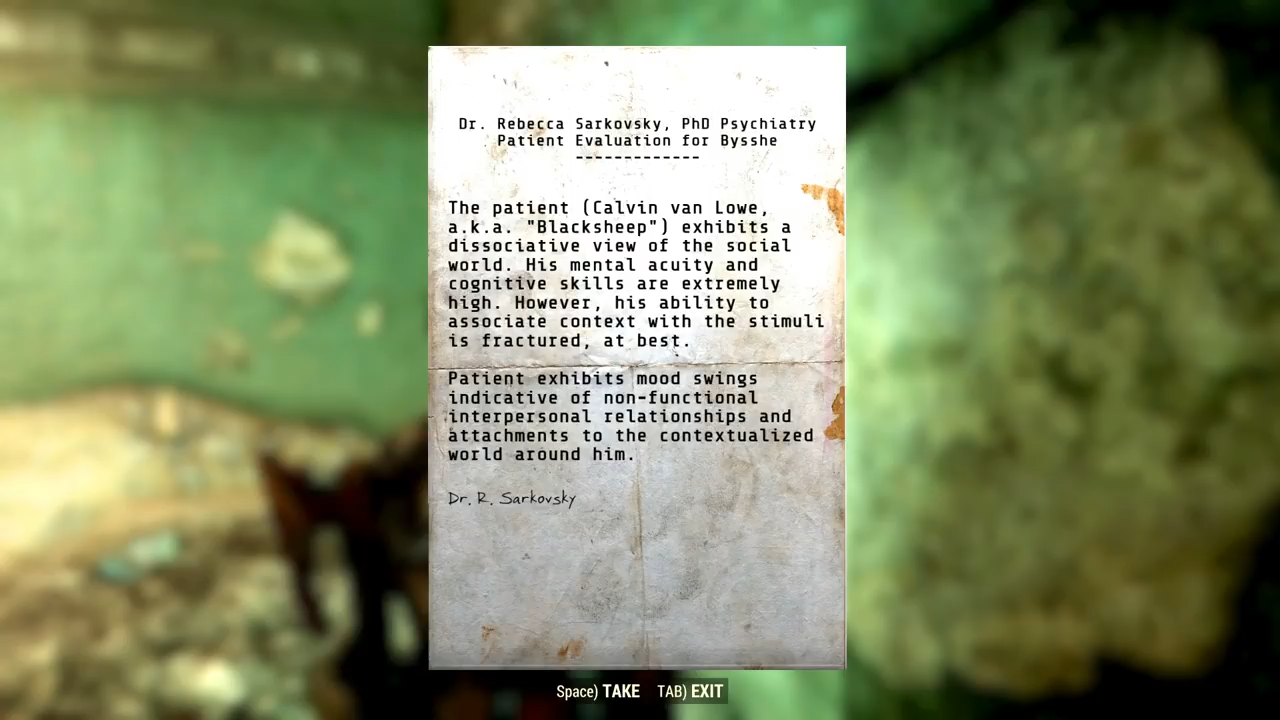 Dr. Rebecca Sarkovsky, PhD Psychiatry
Patient Evaluation for Bysshe
-------------
The patient (Calvin van Lowe,
a.k.a. "Blacksheep") exhibits a
dissociative view of the social
world. His mental acuity and
cognitive skills are extremely
high. However, his ability to
associate context with the stimuli
is fractured, at best.
Patient exhibits mood swings
indicative of non-functional
interpersonal relationships and
attachments to the contextualized
world around him.
Dr. R. Sarkovsky
Space) TAKE TAB) EXIT